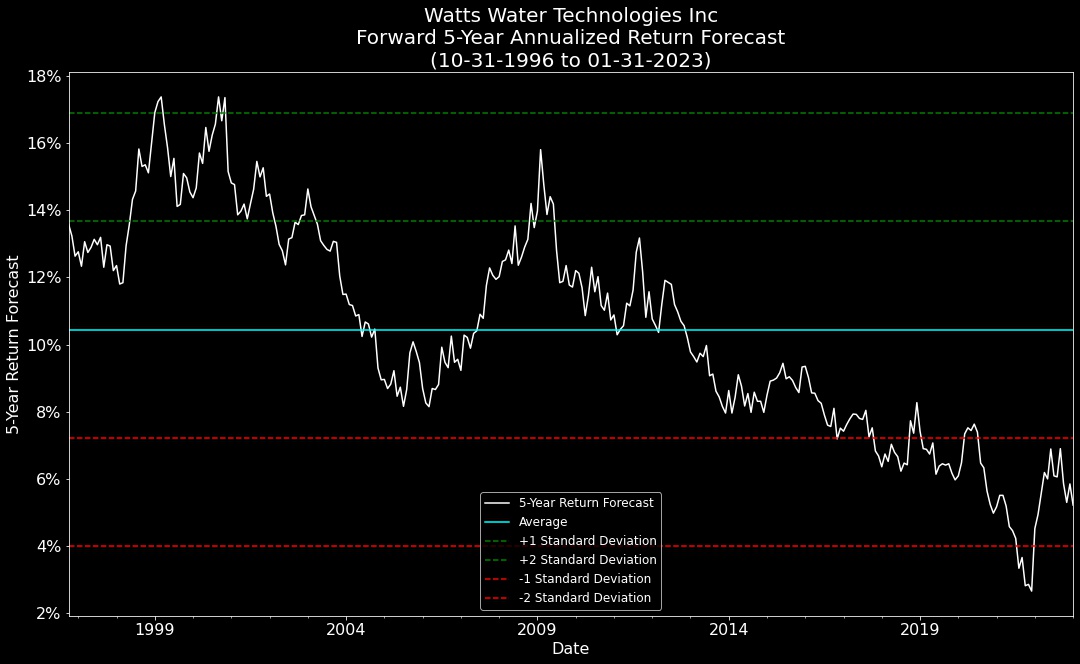 Watts Water Technologies Inc
Forward 5-Year Annualized Return Forecast
(10-31-1996 to 01-31-2023)
18%
16%
14%
12%
10%
8%
6%
4%
2%
5-Year Return Forecast
5-Year Return Forecast
Average
+1 Standard Deviation
+2 Standard Deviation
-1 Standard Deviation
-2 Standard Deviation
1999 2004 2009 2014 2019
Date